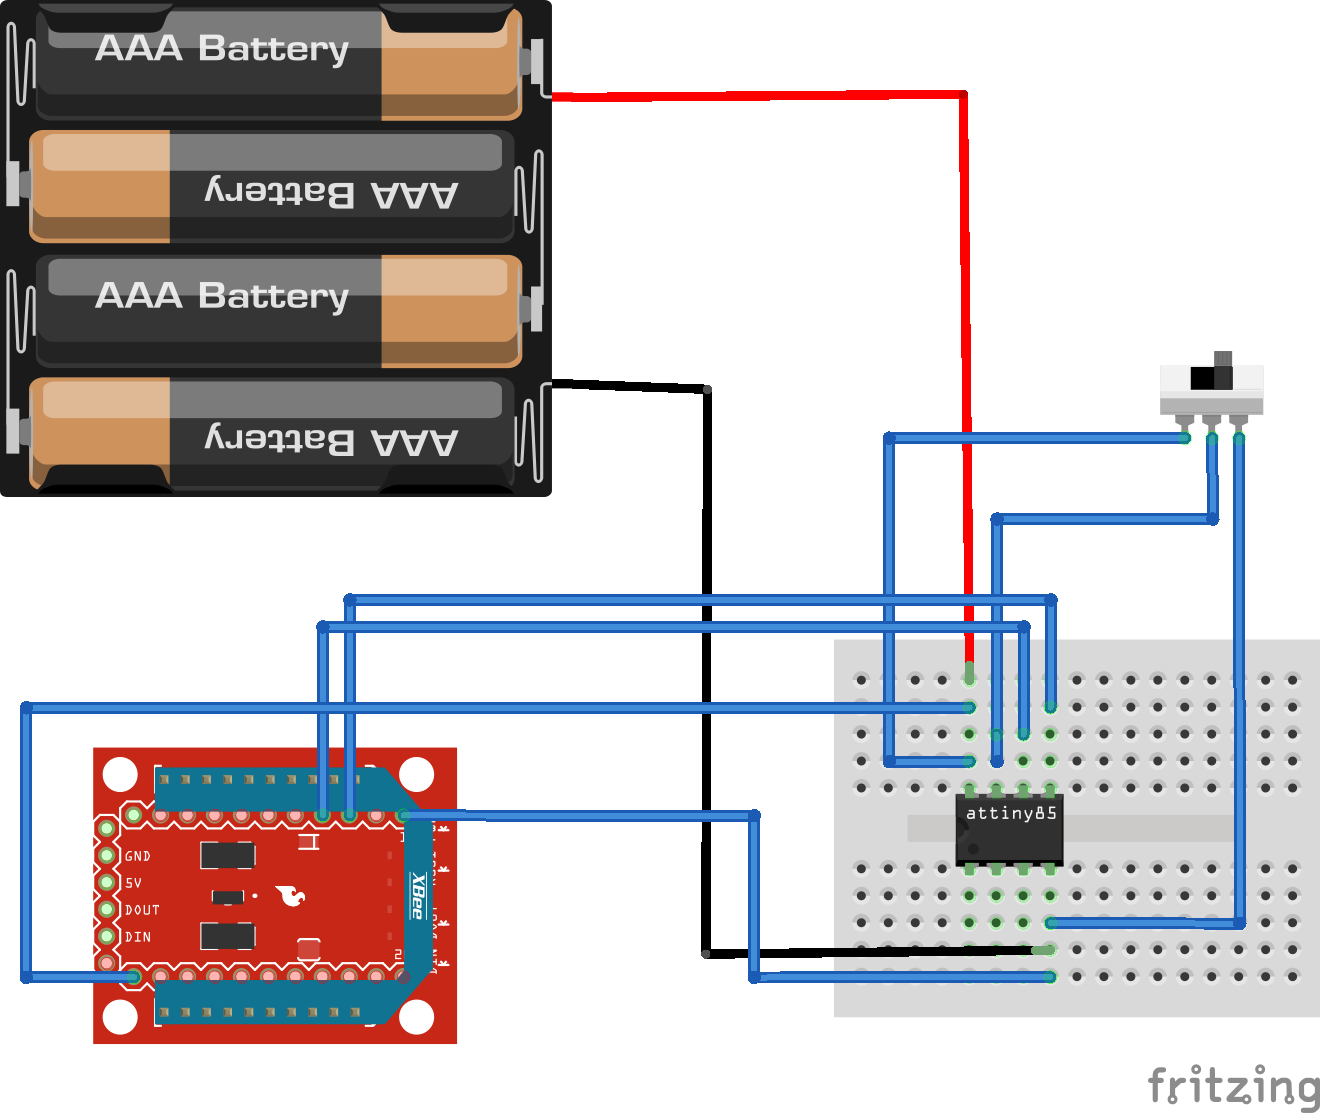 AAA Battery
AAA Battery
AAA Battery
AAA Battery
attiny85
GND
5V
DOUT
DIN
XBee
fritzing